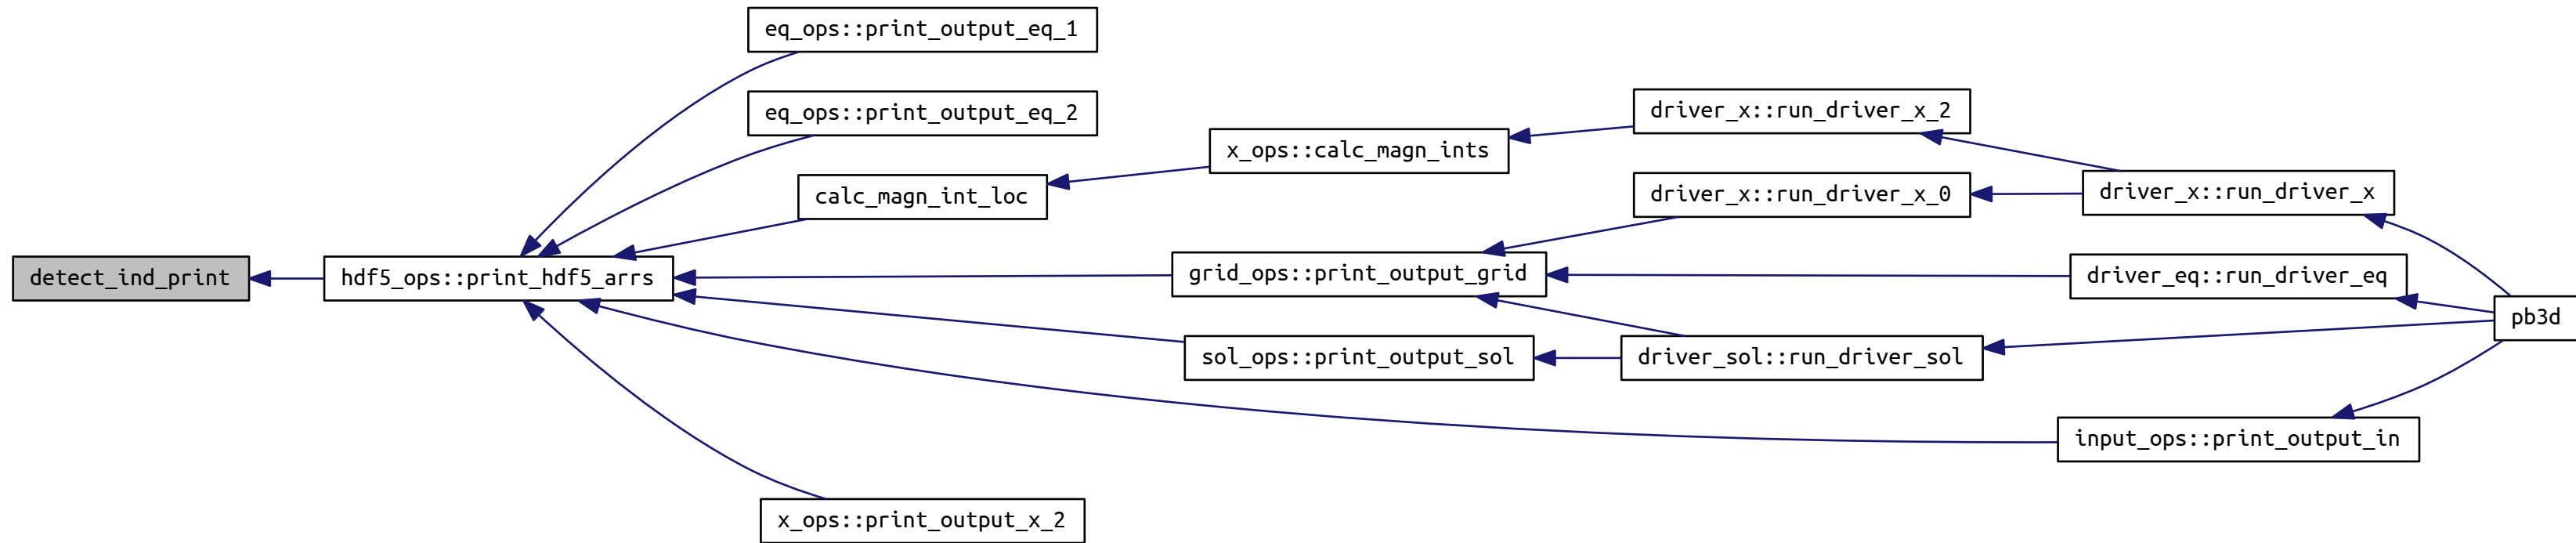 eq_ops::print_output_eq_1
eq_ops::print_output_eq_2
driver_x::run_driver_x_2
x_ops::calc_magn_ints
calc_magn_int_loc
driver_x::run_driver_x_0
driver_x::run_driver_x
detect_ind_print
hdf5_ops::print_hdf5_arrs
grid_ops::print_output_grid
driver_eq::run_driver_eq
pb3d
sol_ops::print_output_sol
driver_sol::run_driver_sol
input_ops::print_output_in
x_ops::print_output_x_2